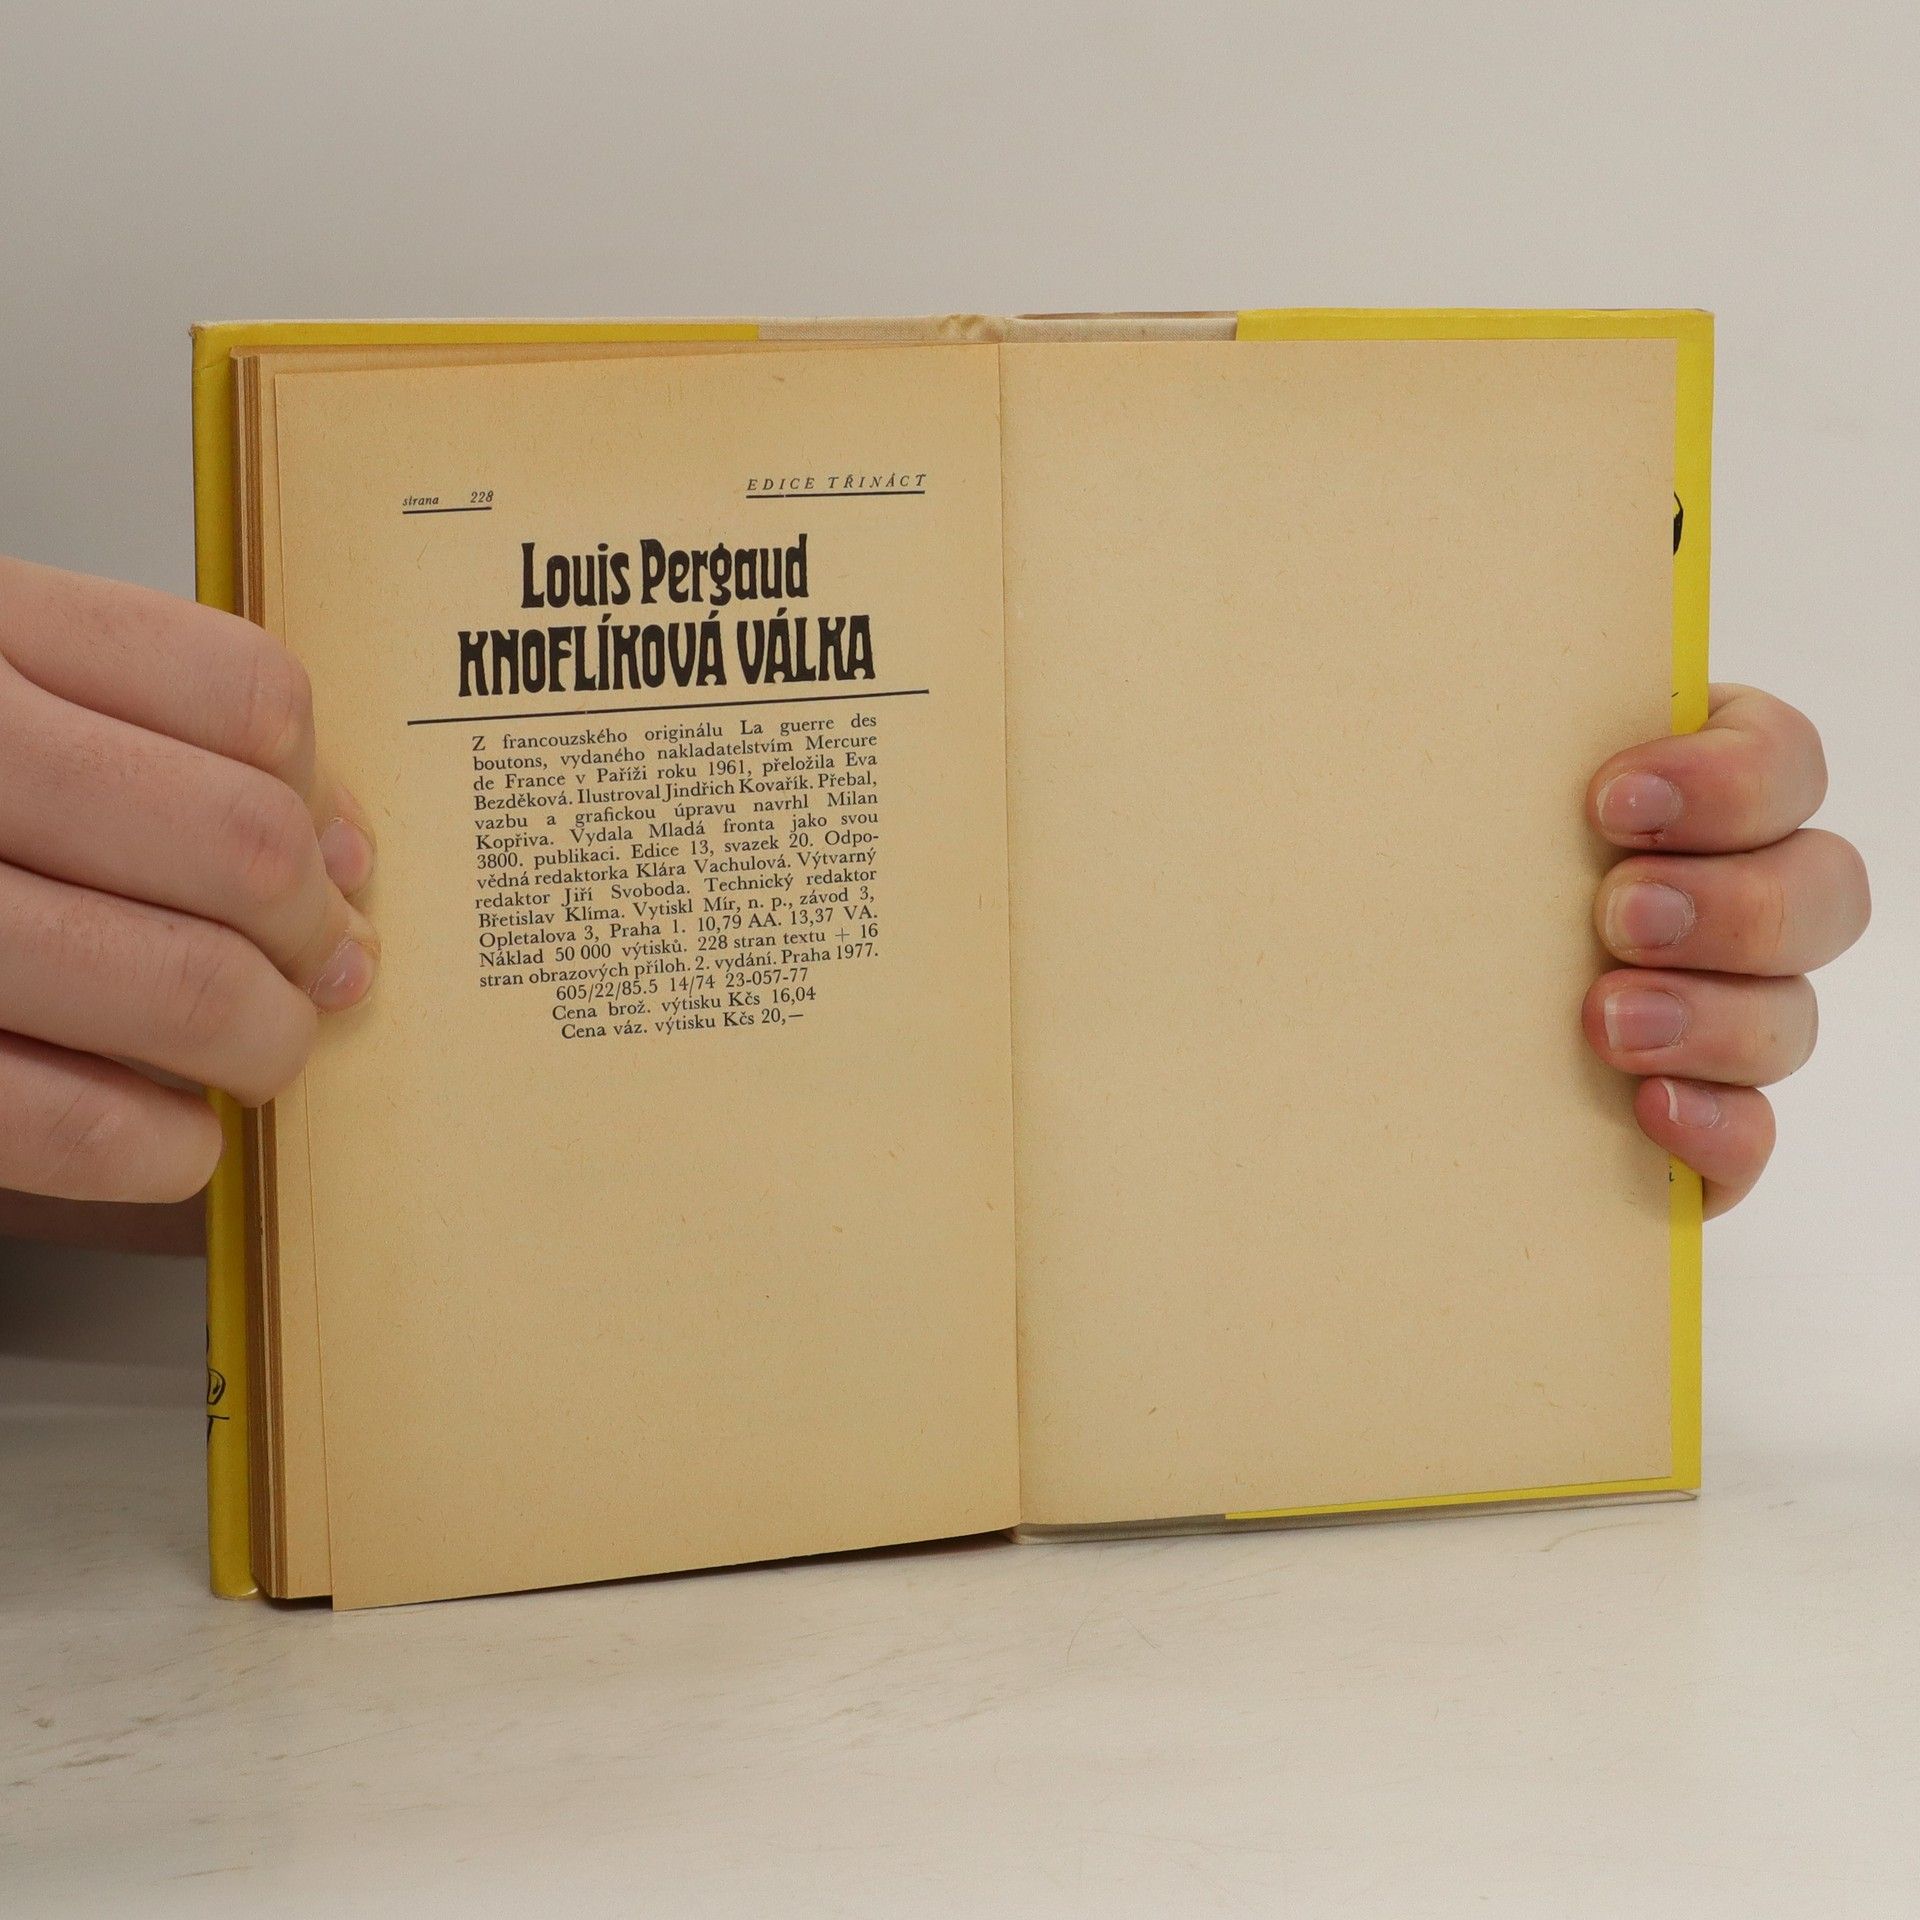 strana 228
EDICE TŘINÁCT
Louis Pergaud
KNOFLÍKOVÁ VÁLKA
Z francouzského originálu La guerre des
boutons, vydaného nakladatelstvím Mercure
de France v Paříži roku 1961, přeložila Eva
Bezděková. Ilustroval Jindřich Kovařík. Přebal,
vazbu a grafickou úpravu navrhl Milan
Kopřiva. Vydala Mladá fronta jako svou
3800. publikaci. Edice 13, svazek 20. Odpo-
vědná redaktorka Klára Vachulová. Výtvarný
redaktor Jiří Svoboda. Technický redaktor
Břetislav Klíma. Vytiskl Mír, n. p., závod 3,
Opletalova 3, Praha 1. 10,79 AA. 13,37 VA.
Náklad 50 000 výtisků. 228 stran textu + 16
stran obrazových příloh. 2. vydání. Praha 1977.
605/22/85.5 14/74 23-057-77
Cena brož. výtisku Kčs 16,04
Cena váz. výtisku Kčs 20,—